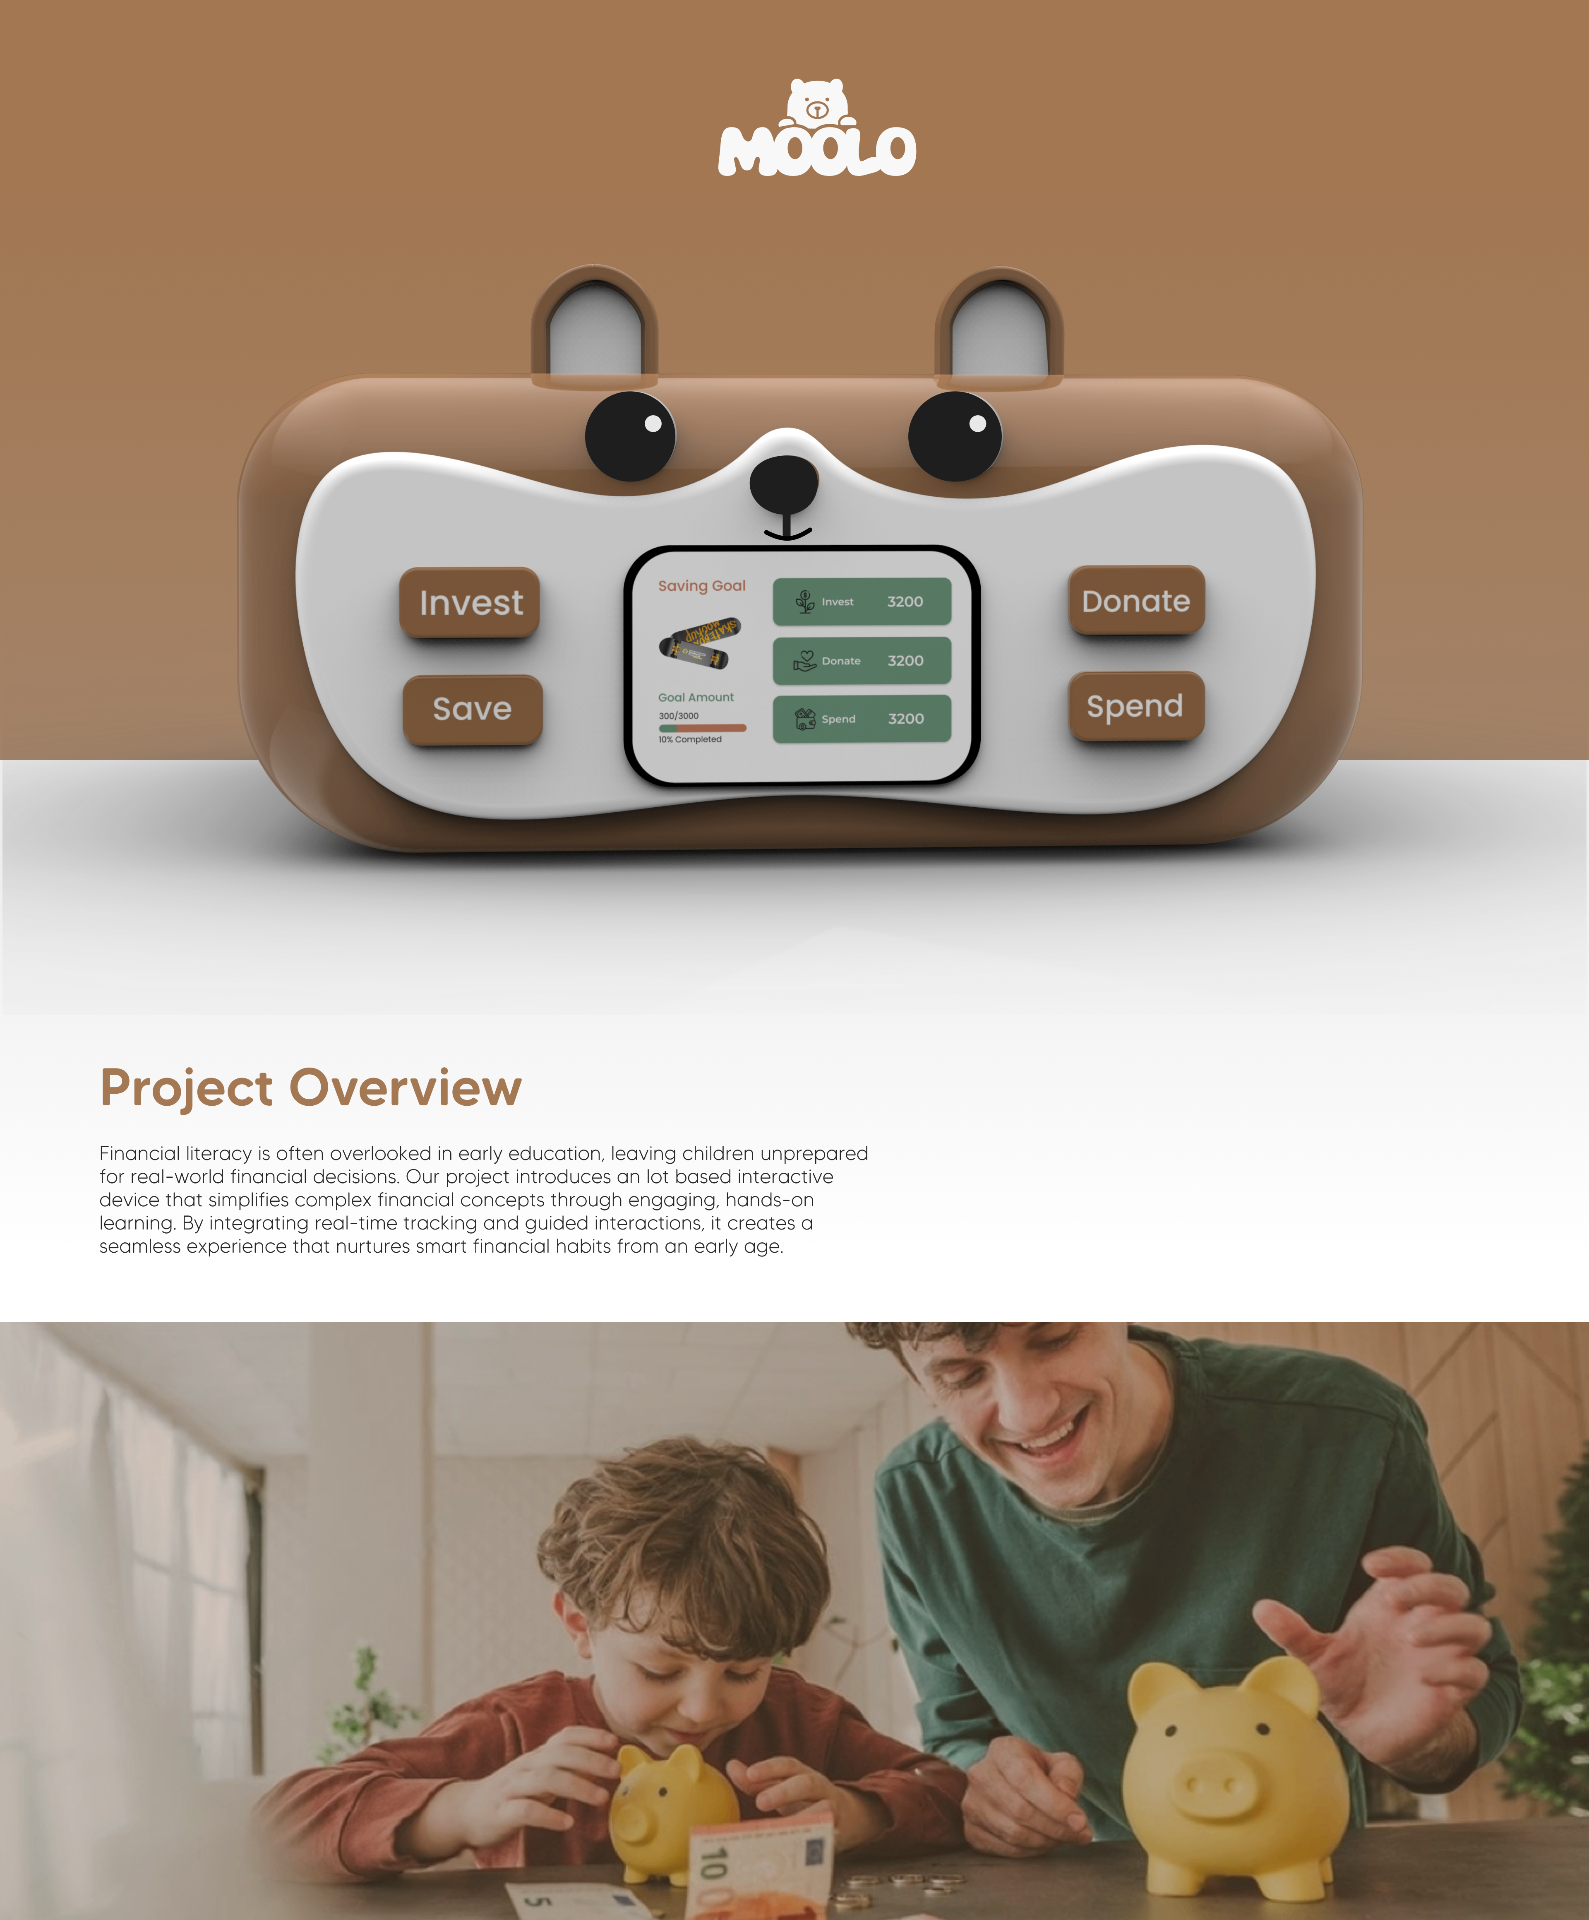 MOOLO
Invest
Save
Saving Goal
SKATEBOARD
MOCKUP
Goal Amount
300/3000
10% Completed
Invest 3200
Donate 3200
Spend 3200
Donate
Spend
Project Overview
Financial literacy is often overlooked in early education, leaving children unprepared
for real-world financial decisions. Our project introduces an lot based interactive
device that simplifies complex financial concepts through engaging, hands-on
learning. By integrating real-time tracking and guided interactions, it creates a
seamless experience that nurtures smart financial habits from an early age.
5
10